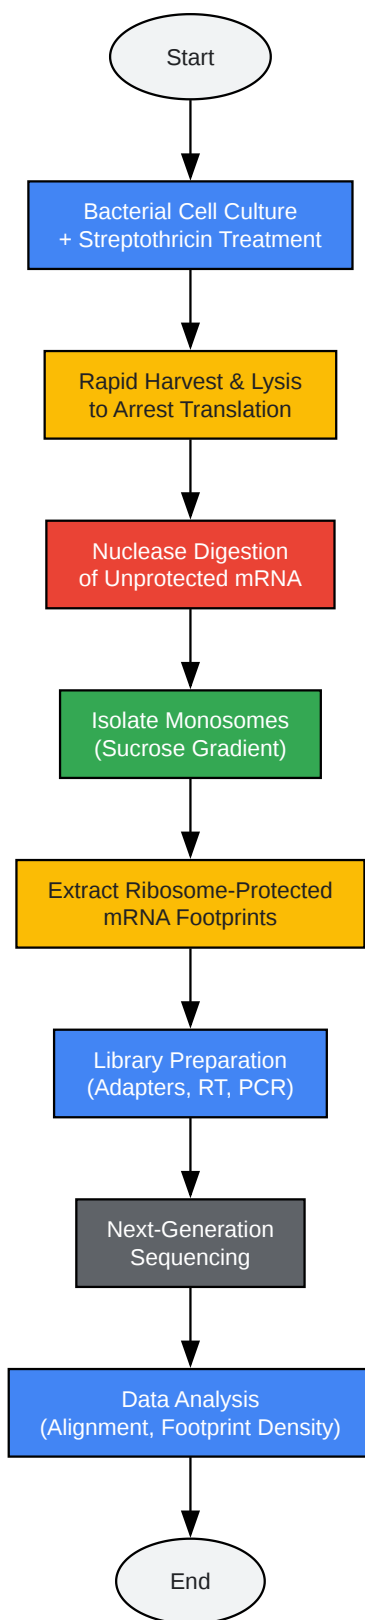 Start
Bacterial Cell Culture
+ Streptothricin Treatment
Rapid Harvest & Lysis
to Arrest Translation
Nuclease Digestion
of Unprotected mRNA
Isolate Monosomes
(Sucrose Gradient)
Extract Ribosome-Protected
mRNA Footprints
Library Preparation
(Adapters, RT, PCR)
Next-Generation
Sequencing
Data Analysis
(Alignment, Footprint Density)
End